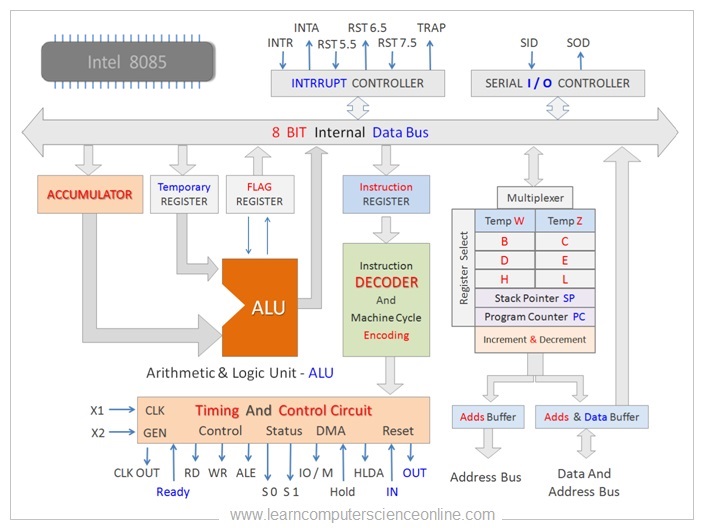 Intel 8085
INTR
INTA
RST 5.5
RST 6.5
RST 7.5
TRAP
SID
SOD
INTRRUPT CONTROLLER
SERIAL I / O CONTROLLER
8 BIT Internal Data Bus
ACCUMULATOR
Temporary
REGISTER
FLAG
REGISTER
Instruction
REGISTER
Multiplexer
Register Select
Temp W
Temp Z
B
C
D
E
H
L
Stack Pointer SP
Program Counter PC
Increment & Decrement
ALU
Instruction
DECODER
And
Machine Cycle
Encoding
Arithmetic & Logic Unit - ALU
X1
X2
CLK
GEN
Timing And Control Circuit
Control
Status
DMA
Reset
CLK OUT
Ready
RD
WR
ALE
S 0
S 1
IO / M
Hold
HLDA
IN
OUT
Adds Buffer
Adds & Data Buffer
Address Bus
Data And
Address Bus
www.learncomputerscienceonline.com